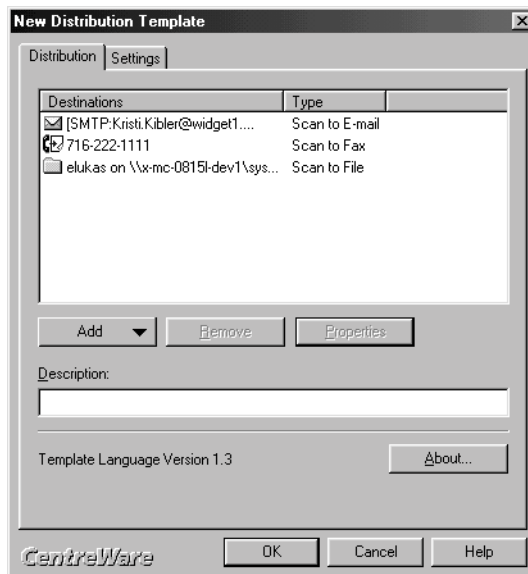 New Distribution Template
Distribution Settings
Destinations Type
[SMTP:Kristi.Kibler@widget1.... Scan to E-mail
716-222-1111 Scan to Fax
elukas on \\x-mc-0815l-dev1\sys... Scan to File
Add Remove Properties
Description:
Template Language Version 1.3
About...
CentreWare OK Cancel Help